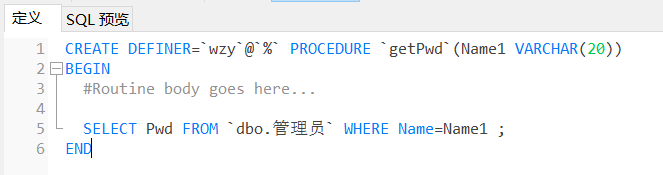 定义 SQL 预览
1 CREATE DEFINER=`wzy`@`%` PROCEDURE `getPwd`(Name1 VARCHAR(20))
2 BEGIN
3 #Routine body goes here...
4
5 SELECT Pwd FROM `dbo.管理员` WHERE Name=Name1 ;
6 END